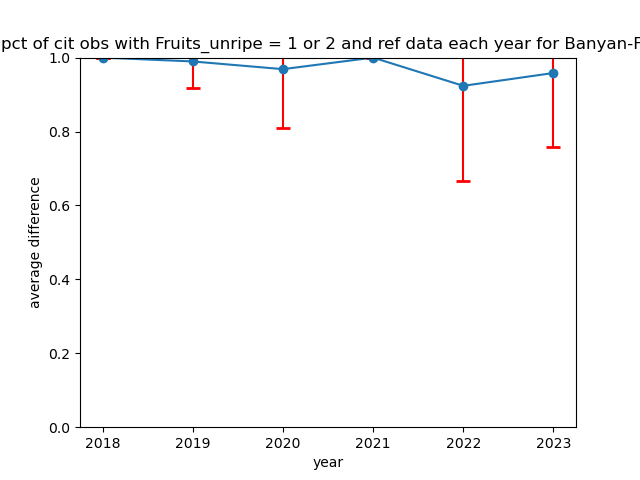 pct of cit obs with Fruits_unripe = 1 or 2 and ref data each year for Banyan-F
1.0
0.8
0.6
0.4
0.2
0.0
average difference
2018 2019 2020 2021 2022 2023
year